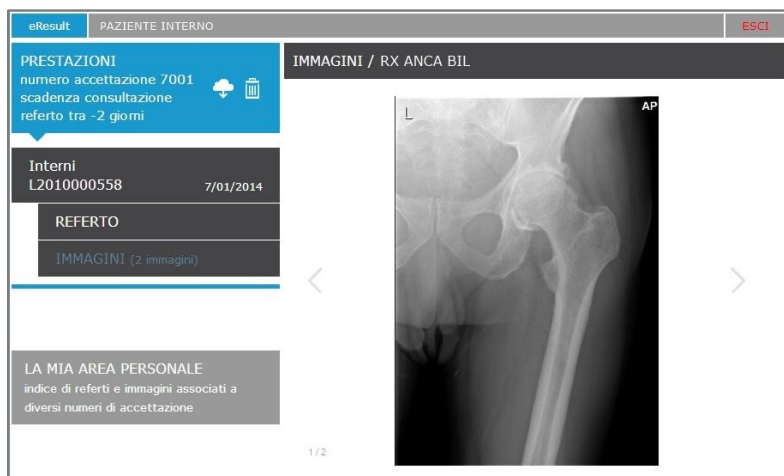 eResult PAZIENTE INTERNO ESCI
PRESTAZIONI
numero accettazione 7001
scadenza consultazione
referto tra -2 giorni
IMMAGINI / RX ANCA BIL
L
AP
Interni
L2010000558 7/01/2014
REFERTO
IMMAGINI (2 immagini)
LA MIA AREA PERSONALE
indice di referti e immagini associati a
diversi numeri di accettazione
1 / 2